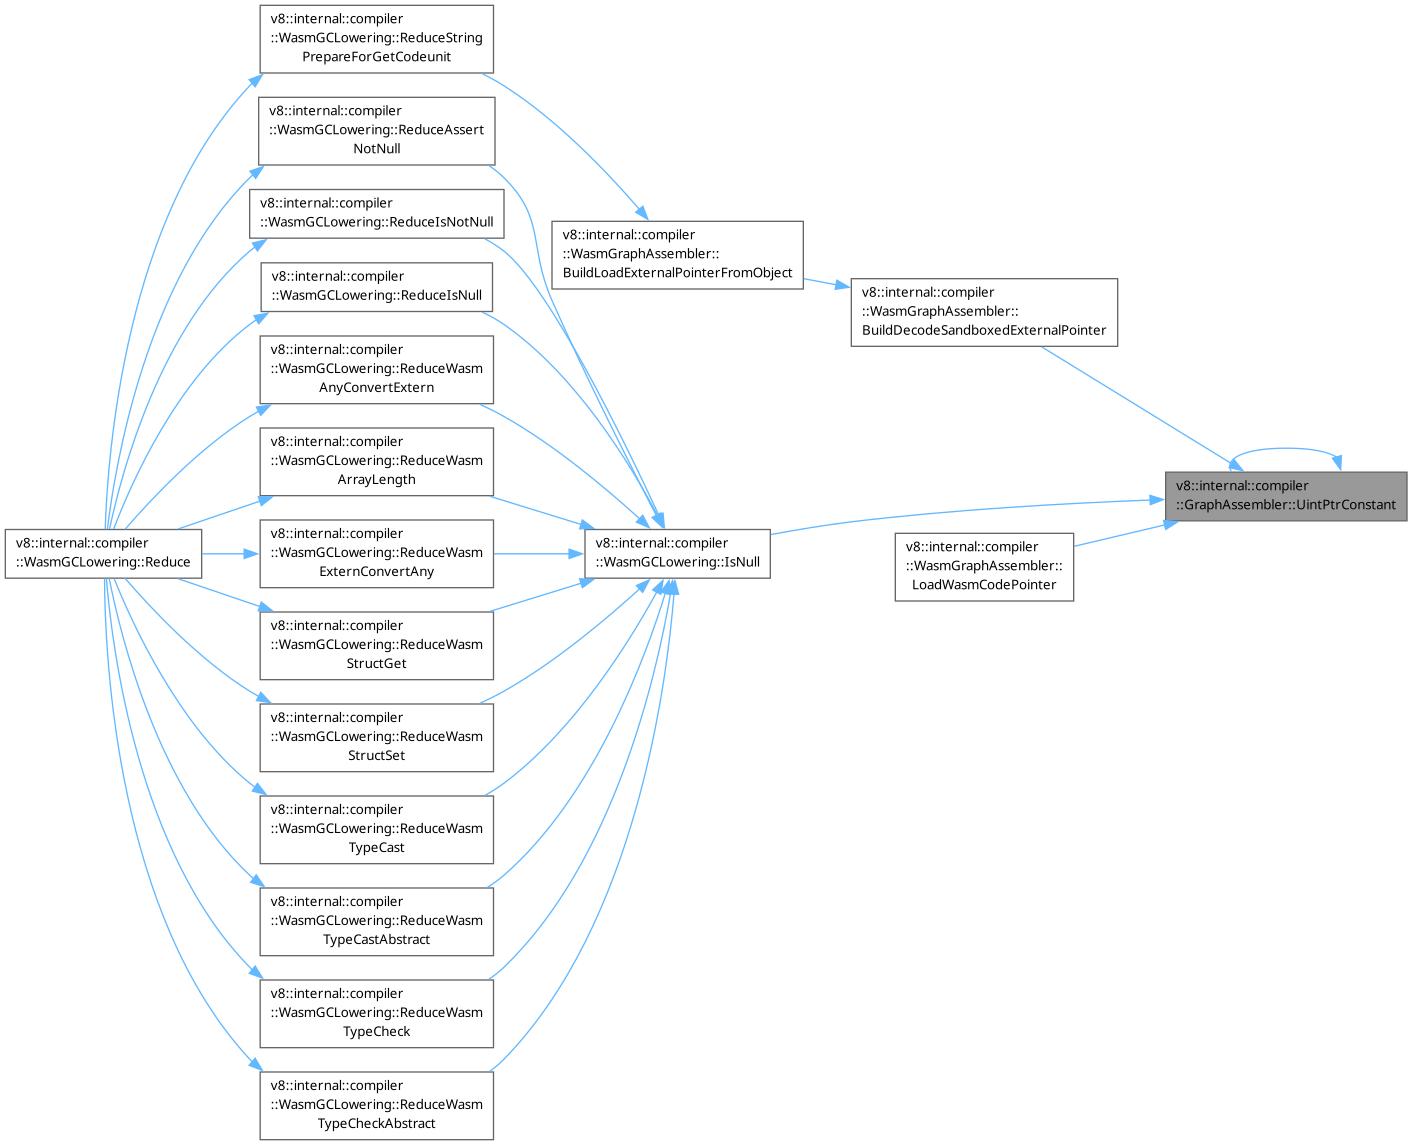 v8::internal::compiler
::WasmGCLowering::ReduceString
PrepareForGetCodeunit
v8::internal::compiler
::WasmGCLowering::ReduceAssert
NotNull
v8::internal::compiler
::WasmGCLowering::ReduceIsNotNull
v8::internal::compiler
::WasmGraphAssembler::
BuildLoadExternalPointerFromObject
v8::internal::compiler
::WasmGCLowering::ReduceIsNull
v8::internal::compiler
::WasmGraphAssembler::
BuildDecodeSandboxedExternalPointer
v8::internal::compiler
::WasmGCLowering::ReduceWasm
AnyConvertExtern
v8::internal::compiler
::WasmGCLowering::ReduceWasm
ArrayLength
v8::internal::compiler
::GraphAssembler::UintPtrConstant
v8::internal::compiler
::WasmGCLowering::Reduce
v8::internal::compiler
::WasmGCLowering::ReduceWasm
ExternConvertAny
v8::internal::compiler
::WasmGCLowering::IsNull
v8::internal::compiler
::WasmGraphAssembler::
LoadWasmCodePointer
v8::internal::compiler
::WasmGCLowering::ReduceWasm
StructGet
v8::internal::compiler
::WasmGCLowering::ReduceWasm
StructSet
v8::internal::compiler
::WasmGCLowering::ReduceWasm
TypeCast
v8::internal::compiler
::WasmGCLowering::ReduceWasm
TypeCastAbstract
v8::internal::compiler
::WasmGCLowering::ReduceWasm
TypeCheck
v8::internal::compiler
::WasmGCLowering::ReduceWasm
TypeCheckAbstract